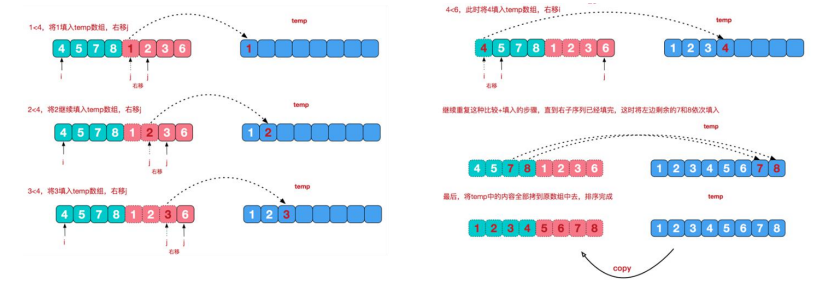 temp
1<4，将1填入temp数组，右移j
4 5 7 8 1 2 3 6
1
i
j
j
右移
2<4，将2继续填入temp数组，右移j
4 5 7 8 1 2 3 6
1 2
i
j
j
右移
3<4，将3填入temp数组，右移j
4 5 7 8 1 2 3 6
1 2 3
i
j
j
右移
4<6，此时将4填入temp数组，右移i
temp
4 5 7 8 1 2 3 6
1 2 3 4
i
i
j
右移
继续重复这种比较+填入的步骤，直到右子序列已经填完，这时将左边剩余的7和8依次填入
temp
4 5 7 8 1 2 3 6
1 2 3 4 5 6 7 8
最后，将temp中的内容全部拷到原数组中去，排序完成
temp
1 2 3 4 5 6 7 8
1 2 3 4 5 6 7 8
copy